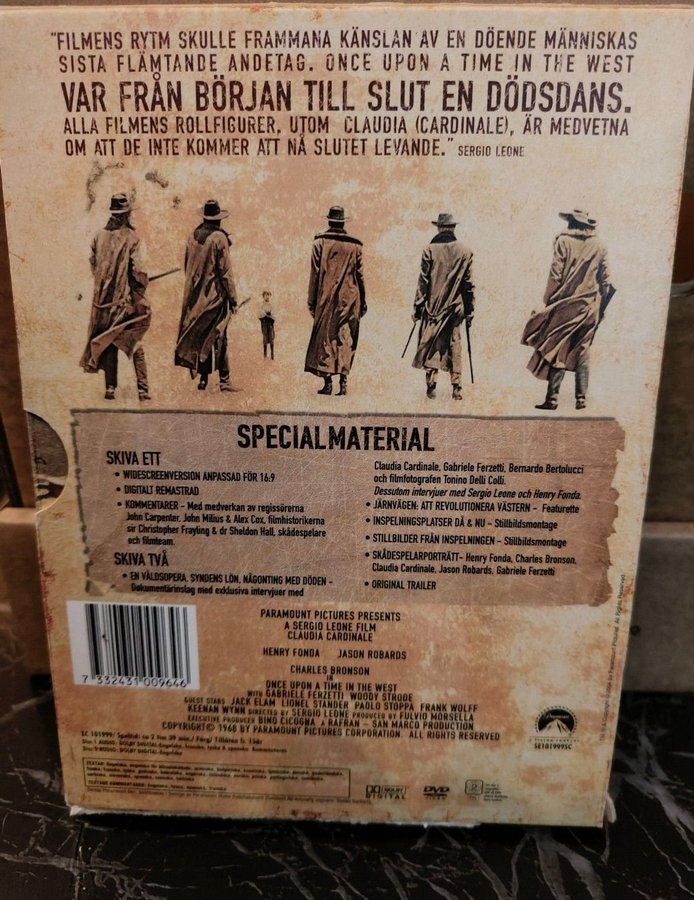 "FILMENS RYTM SKULLE FRAMMANA KÄNSLAN AV EN DÖENDE MÄNNISKAS
SISTA FLÄMTANDE ANDETAG. ONCE UPON A TIME IN THE WEST
VAR FRÅN BÖRJAN TILL SLUT EN DÖDSDANS.
ALLA FILMENS ROLLFIGURER, UTOM CLAUDIA (CARDINALE), ÄR MEDVETNA
OM ATT DE INTE KOMMER ATT NÅ SLUTET LEVANDE." SERGIO LEONE
SPECIALMATERIAL
SKIVA ETT
• WIDESCREENVERSION ANPASSAD FÖR 16:9
• DIGITALT REMASTRAD
• KOMMENTARER - Med medverkan av regissörerna
John Carpenter, John Milius & Alex Cox, filmhistorikerna
sir Christopher Frayling & dr Sheldon Hall, skådespelare
och filmteam.
SKIVA TVÅ
• EN VÅLDSOPERA, SYNDENS LÖN, NÅGONTING MED DÖDEN -
Dokumentärinslag med exklusiva intervjuer med
Claudia Cardinale, Gabriele Ferzetti, Bernardo Bertolucci
och filmfotografen Tonino Delli Colli.
Dessutom intervjuer med Sergio Leone och Henry Fonda.
• JÄRNVÄGEN: ATT REVOLUTIONERA VÄSTERN - Featurette
• INSPELNINGSPLATSER DÅ & NU - Stillbildsmontage
• STILLBILDER FRÅN INSPELNINGEN - Stillbildsmontage
• SKÅDESPELARPORTRÄTT- Henry Fonda, Charles Bronson,
Claudia Cardinale, Jason Robards, Gabriele Ferzetti
• ORIGINAL TRAILER
7 332431 009646
PARAMOUNT PICTURES PRESENTS
A SERGIO LEONE FILM
CLAUDIA CARDINALE
HENRY FONDA JASON ROBARDS
CHARLES BRONSON
IN
ONCE UPON A TIME IN THE WEST
WITH GABRIELE FERZETTI WOODY STRODE
GUEST STARS JACK ELAM LIONEL STANDER PAOLO STOPPA FRANK WOLFF
KEENAN WYNN DIRECTED BY SERGIO LEONE PRODUCED BY FULVIO MORSELLA
EXECUTIVE PRODUCER BINO CICOGNA A RAFRAN - SAN MARCO PRODUCTION
COPYRIGHT © 1968 BY PARAMOUNT PICTURES CORPORATION. ALL RIGHTS RESERVED
Paramount
SE101999SC
DOLBY
DIGITAL
DVD
VIDEO
2